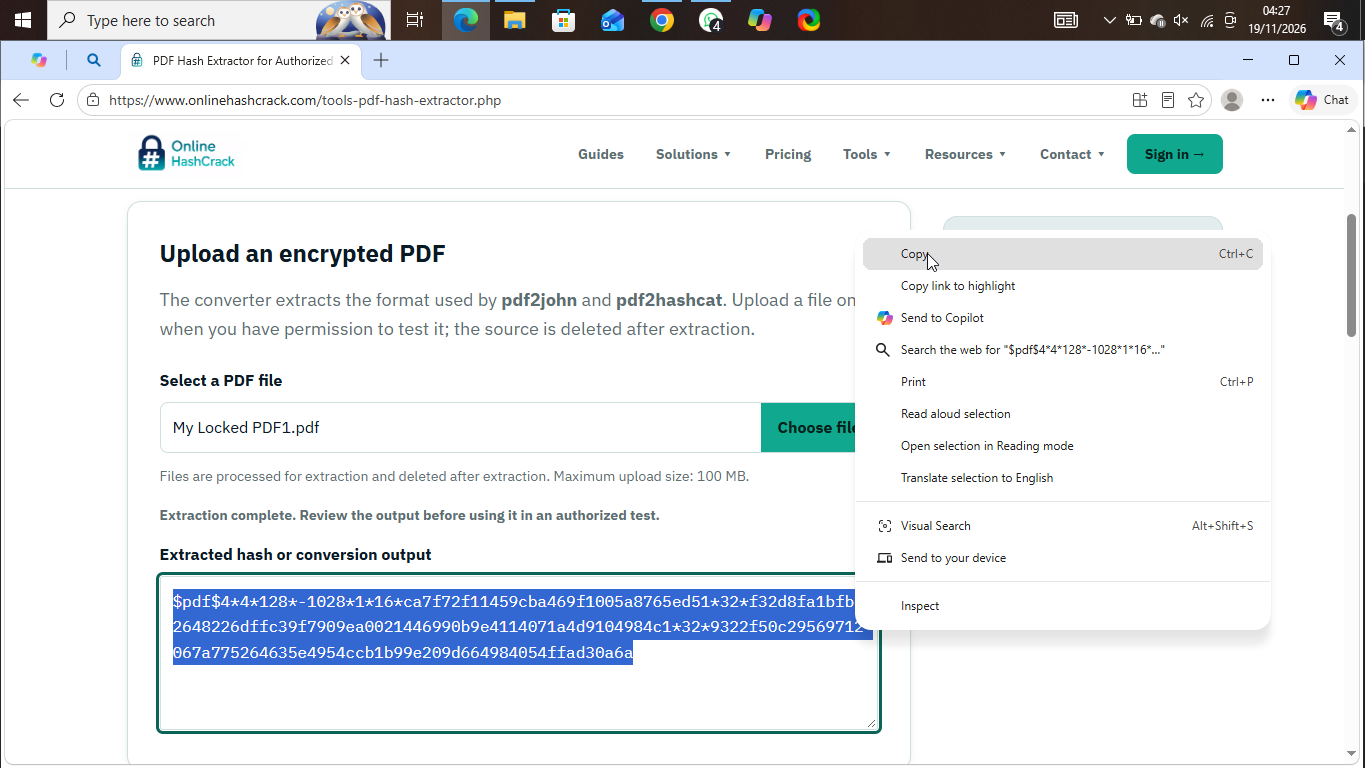 Type here to search
4
04:27
19/11/2026
4
PDF Hash Extractor for Authorized
https://www.onlinehashcrack.com/tools-pdf-hash-extractor.php
Chat
Online
HashCrack
Guides
Solutions
Pricing
Tools
Resources
Contact
Sign in →
Upload an encrypted PDF
The converter extracts the format used by pdf2john and pdf2hashcat. Upload a file on
when you have permission to test it; the source is deleted after extraction.
Select a PDF file
My Locked PDF1.pdf
Choose file
Files are processed for extraction and deleted after extraction. Maximum upload size: 100 MB.
Extraction complete. Review the output before using it in an authorized test.
Extracted hash or conversion output
$pdf$4*4*128*-1028*1*16*ca7f72f11459cba469f1005a8765ed51*32*f32d8fa1bfb
2648226dffc39f7909ea0021446990b9e4114071a4d9104984c1*32*9322f50c29569712
067a775264635e4954ccb1b99e209d664984054ffad30a6a
Copy Ctrl+C
Copy link to highlight
Send to Copilot
Search the web for "$pdf$4*4*128*-1028*1*16*..."
Print Ctrl+P
Read aloud selection
Open selection in Reading mode
Translate selection to English
Visual Search Alt+Shift+S
Send to your device
Inspect